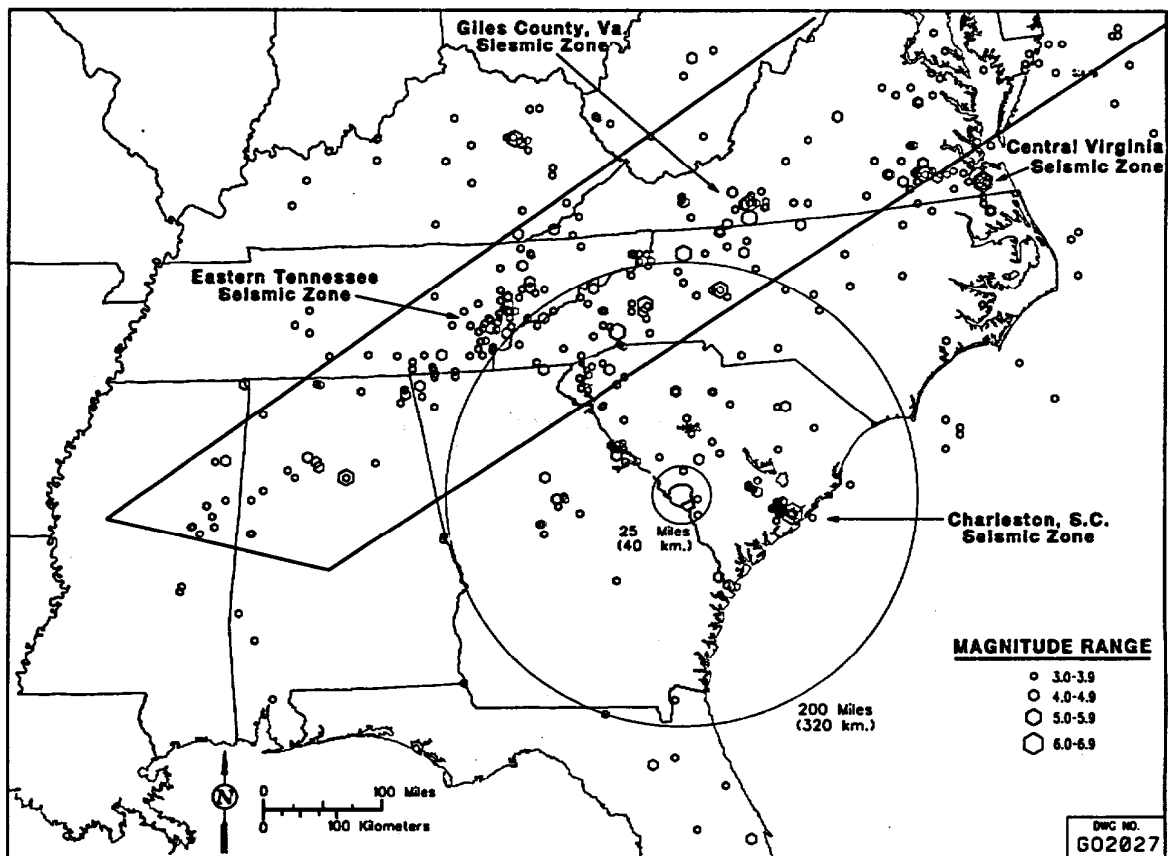 Giles County, Va.
Siesmic Zone
Central Virginia
Seismic Zone
Eastern Tennessee
Seismic Zone
25 Miles
(40 km.)
Charleston, S.C.
Seismic Zone
MAGNITUDE RANGE
3.0-3.9
4.0-4.9
5.0-5.9
6.0-6.9
200 Miles
(320 km.)
N
0 100 Miles
0 100 Kilometers
DWG NO.
GO2027